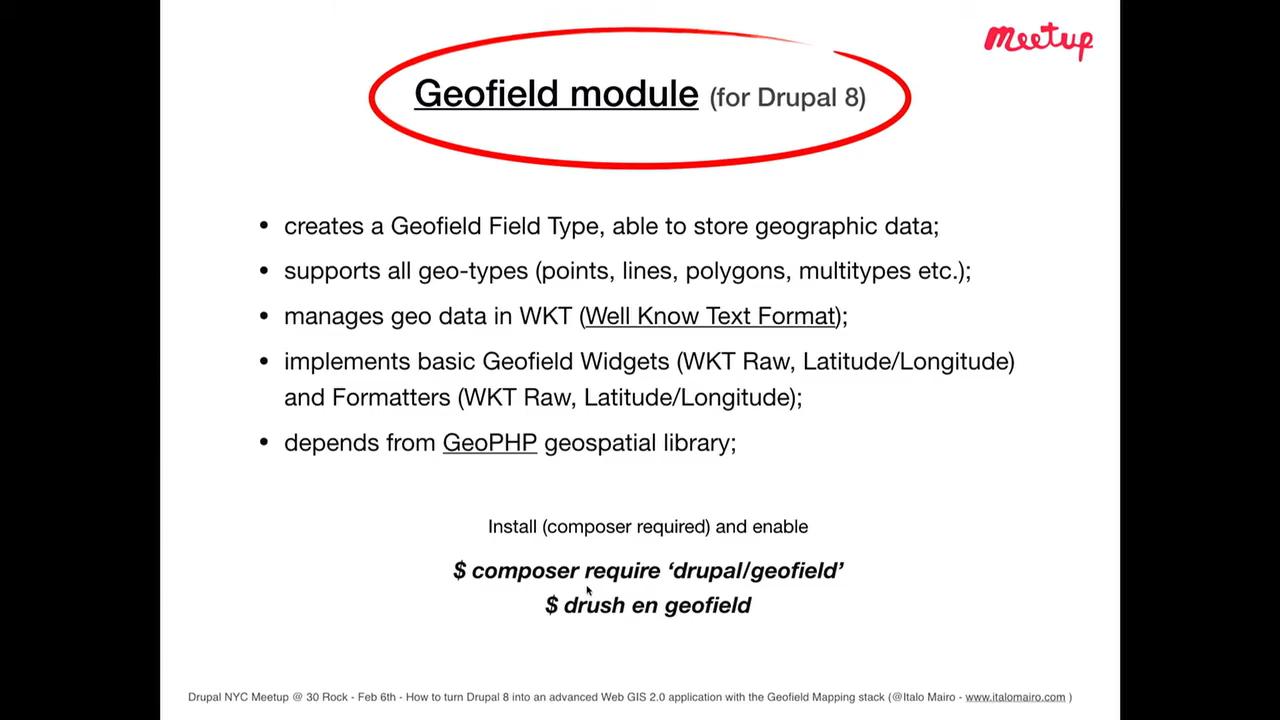 meetup
Geofield module (for Drupal 8)
• creates a Geofield Field Type, able to store geographic data;
• supports all geo-types (points, lines, polygons, multitypes etc.);
• manages geo data in WKT (Well Know Text Format);
• implements basic Geofield Widgets (WKT Raw, Latitude/Longitude)
and Formatters (WKT Raw, Latitude/Longitude);
• depends from GeoPHP geospatial library;
Install (composer required) and enable
$ composer require ‘drupal/geofield’
$ drush en geofield
Drupal NYC Meetup @ 30 Rock - Feb 6th - How to turn Drupal 8 into an advanced Web GIS 2.0 application with the Geofield Mapping stack (@Italo Mairo - www.italomairo.com )